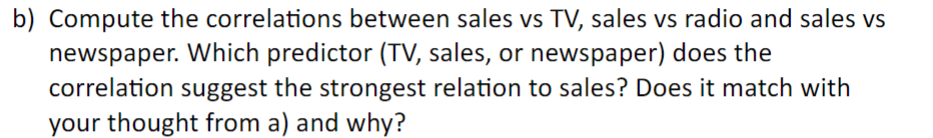 b) Compute the correlations between sales vs TV, sales vs radio and sales vs
newspaper. Which predictor (TV, sales, or newspaper) does the
correlation suggest the strongest relation to sales? Does it match with
your thought from a) and why?